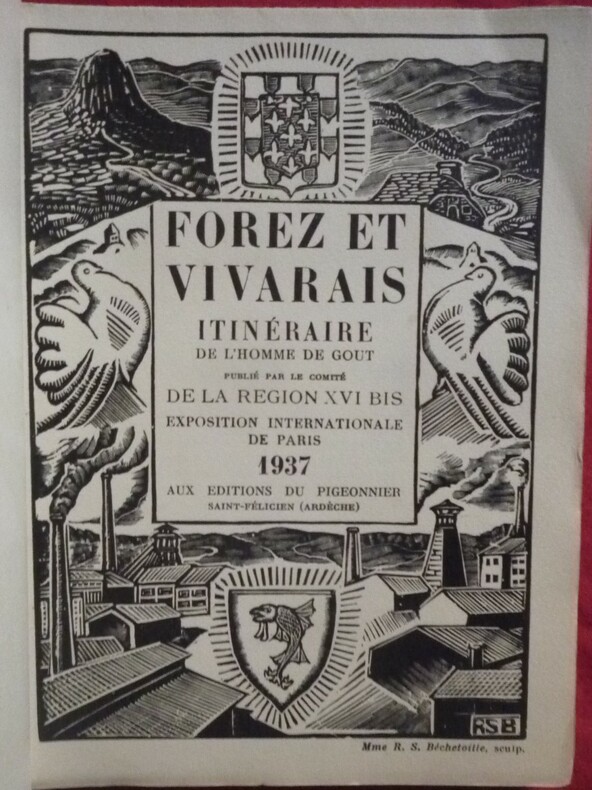 FOREZ ET
VIVARAIS
ITINÉRAIRE
DE L'HOMME DE GOUT
PUBLIÉ PAR LE COMITÉ
DE LA REGION XVI BIS
EXPOSITION INTERNATIONALE
DE PARIS
1937
AUX EDITIONS DU PIGEONNIER
SAINT-FÉLICIEN (ARDÈCHE)
RSB
Mme R. S. Béchetoille, sculp.